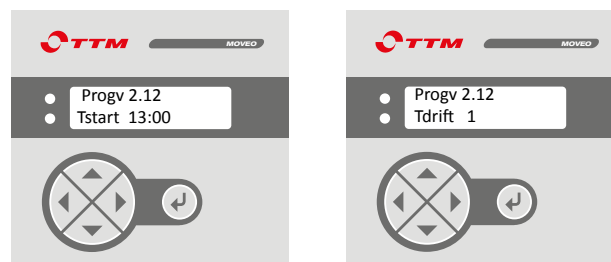 TTM
MOVEO
Progv 2.12
Tstart 13:00
TTM
MOVEO
Progv 2.12
Tdrift 1